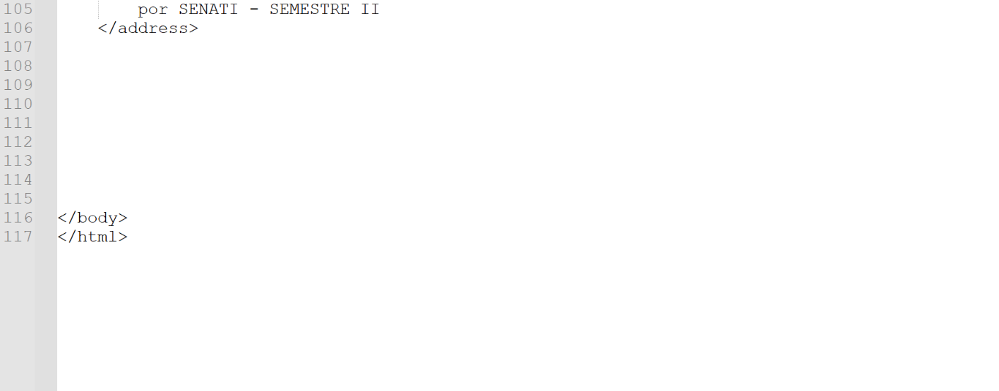 105 por SENATI - SEMESTRE II
106 </address>
107
108
109
110
111
112
113
114
115
116 </body>
117 </html>